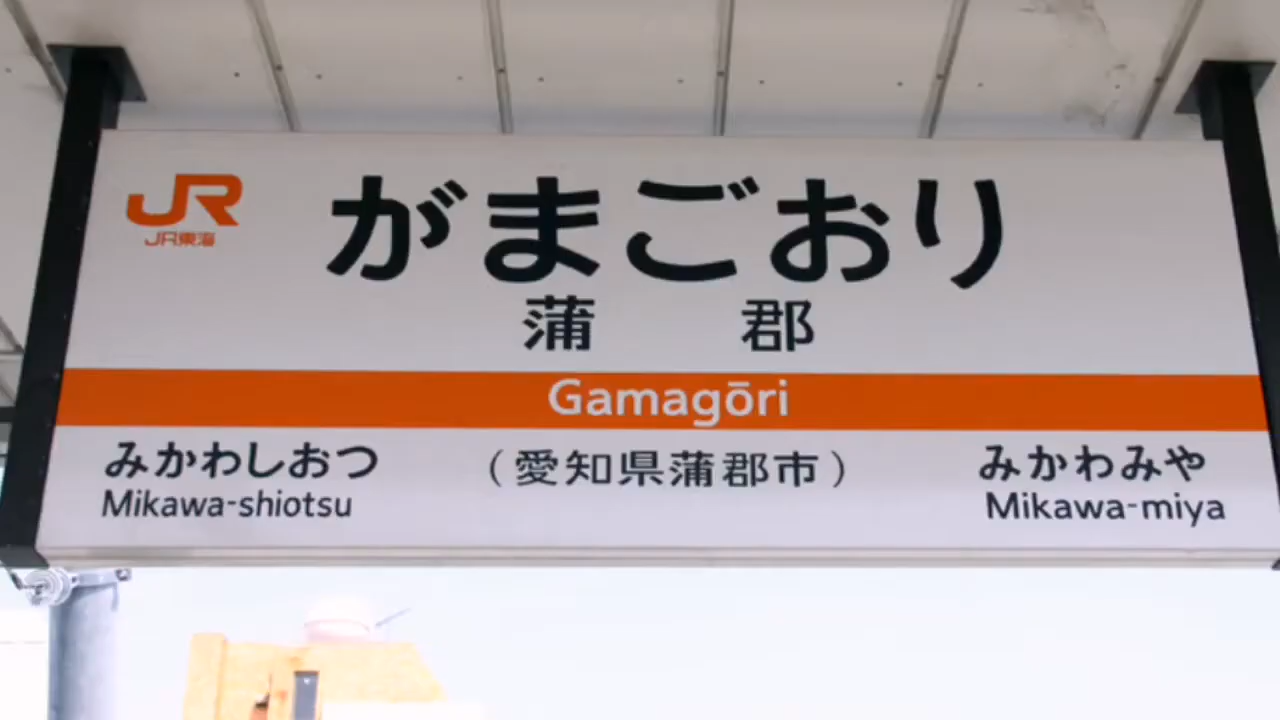 JR
JR東海
がまごおり
蒲郡
Gamagōri
みかわしおつ
Mikawa-shiotsu
(愛知県蒲郡市)
みかわみや
Mikawa-miya